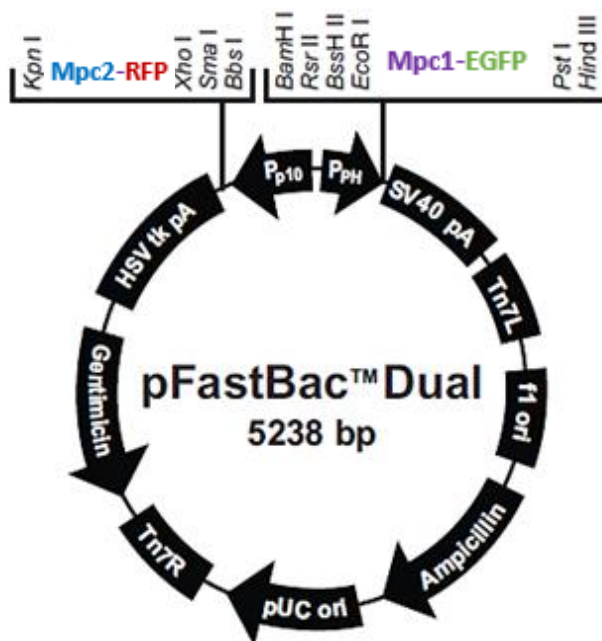 Kpn I
Mpc2-RFP
Xho I
Sma I
Bbs I
BamH I
Rsr II
BssH II
EcoR I
Mpc1-EGFP
Pst I
Hind III
Pp10
PPH
SV40 pA
Tn7L
f1 ori
Ampicillin
pUC ori
Tn7R
Gentimicin
HSV tk pA
pFastBac™Dual
5238 bp